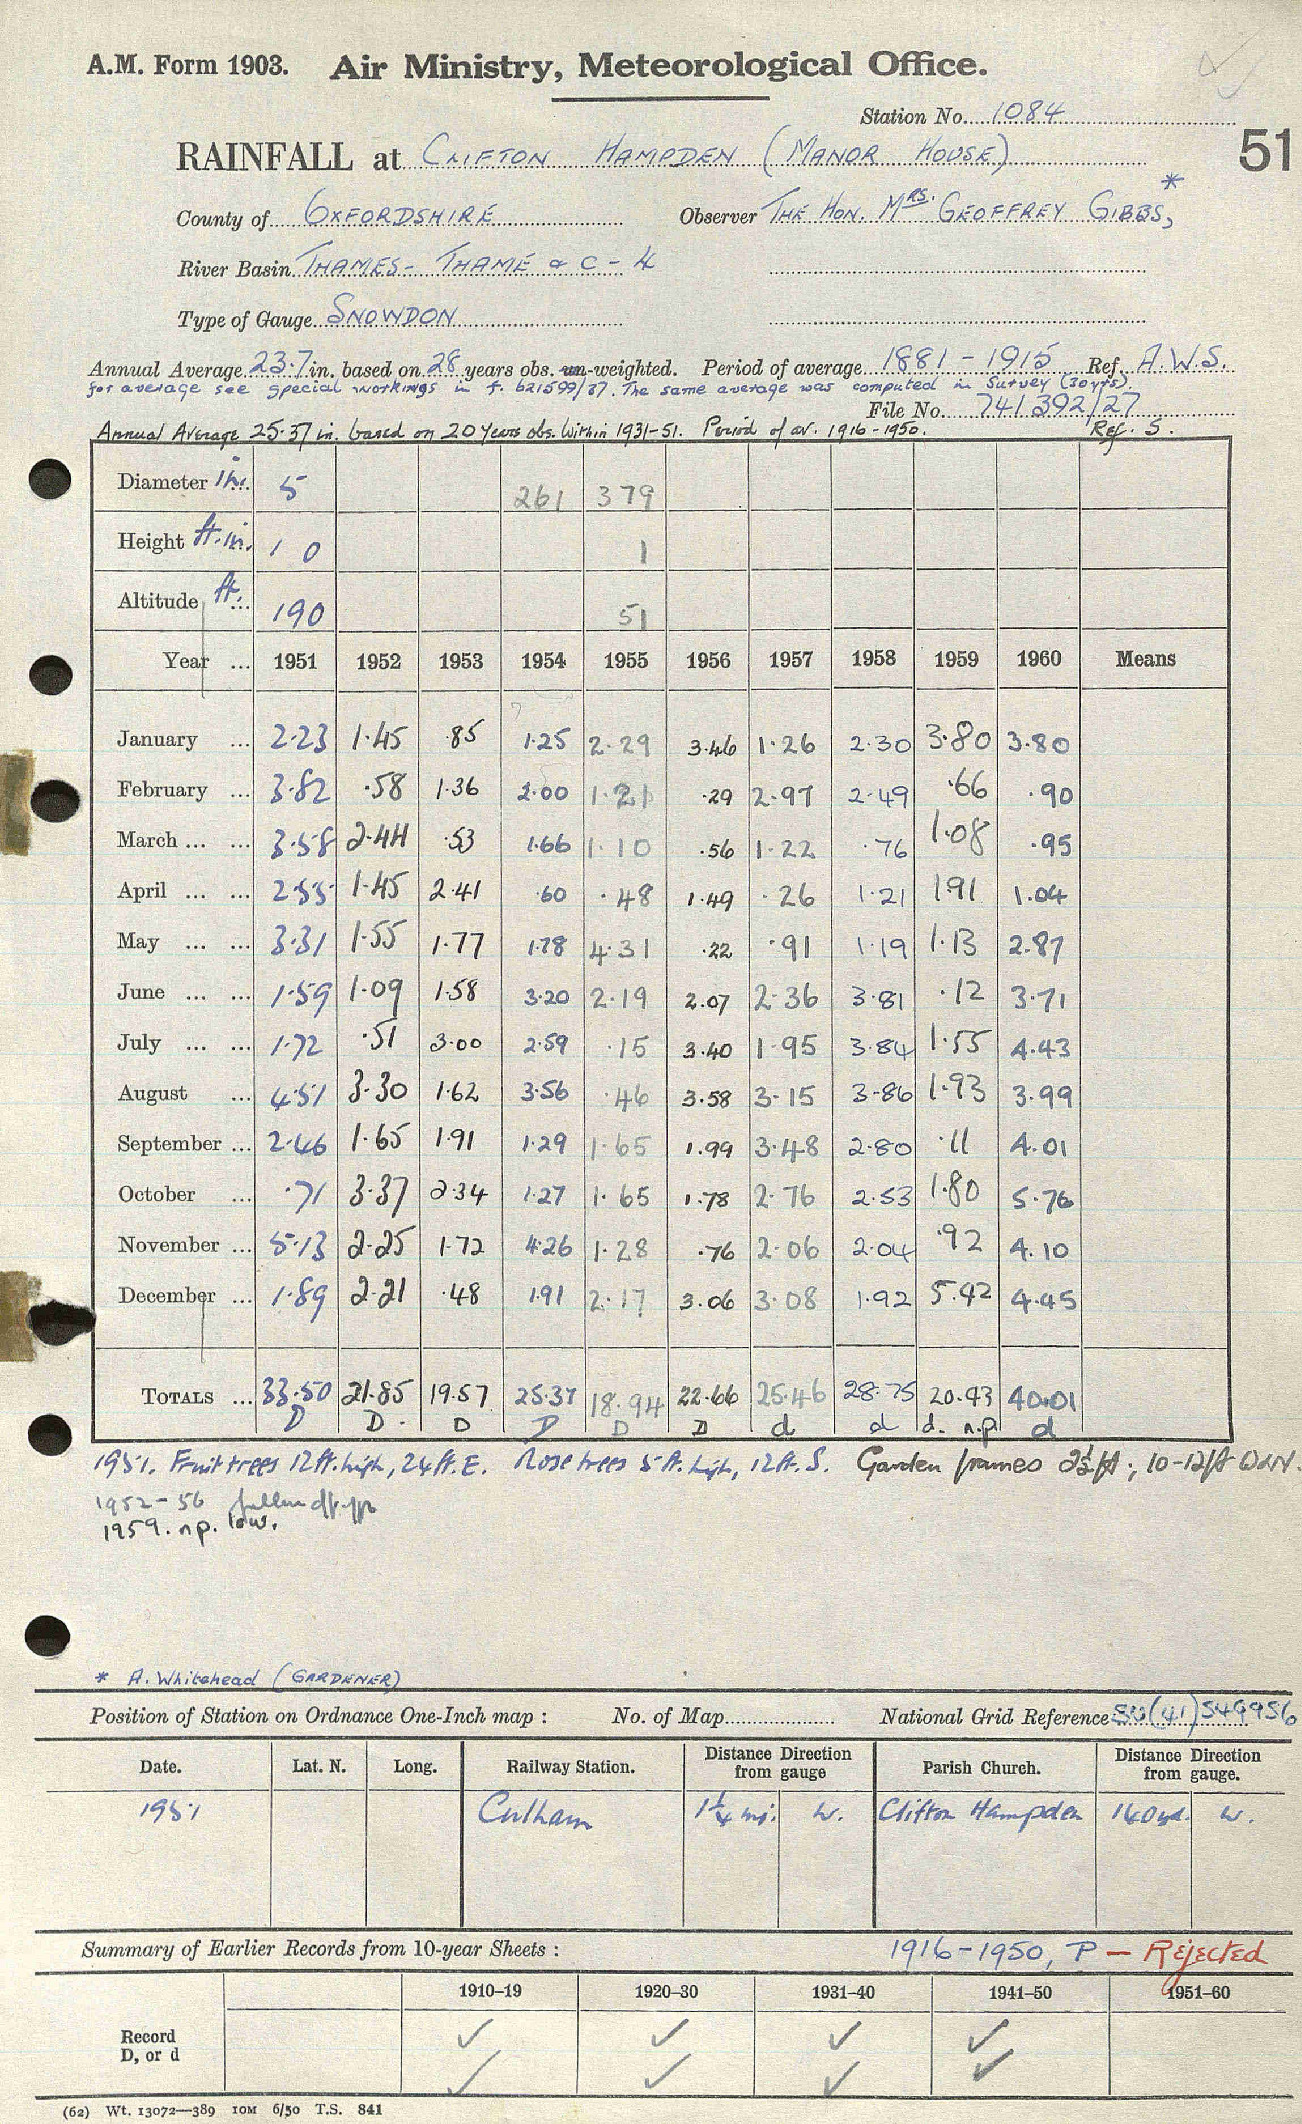 A.M. Form 1903. Air Ministry, Meteorological Office.
Station No. 1084
51
RAINFALL at CLIFTON HAMPDEN (MANOR HOUSE)
County of OXFORDSHIRE Observer THE HON. MRS. GEOFFREY GIBBS, *
River Basin THAMES - THAME & C - 4
Type of Gauge SNOWDON
Annual Average 23.7 in. based on 28 years obs. un-weighted. Period of average 1881 - 1915 Ref. A.W.S.
for average see special workings in f. 621599/37. The same average was computed in Survey (30 yrs).
File No. 741392/27
Annual Average 25.37 in. based on 20 years obs. within 1931-51. Period of av. 1916-1950. Ref. S.
Diameter in. 5 261 379
Height ft. in. 1 0 1
Altitude ft. 190 51
Year ... 1951 1952 1953 1954 1955 1956 1957 1958 1959 1960 Means
January ... 2.23 1.45 .85 1.25 2.29 3.46 1.26 2.30 3.80 3.80
February ... 3.82 .58 1.36 2.00 1.21 .29 2.97 2.49 .66 .90
March ... ... 3.58 2.44 .53 1.66 1.10 .56 1.22 .76 1.08 .95
April ... ... 2.55 1.45 2.41 .60 .48 1.49 .26 1.21 1.91 1.04
May ... ... 3.31 1.55 1.77 1.78 4.31 .22 .91 1.19 1.13 2.87
June ... ... 1.59 1.09 1.58 3.20 2.19 2.07 2.36 3.81 .12 3.71
July ... ... 1.72 .51 3.00 2.59 .15 3.40 1.95 3.84 1.55 4.43
August ... 4.51 3.30 1.62 3.56 .46 3.58 3.15 3.86 1.93 3.99
September ... 2.46 1.65 1.91 1.29 1.65 1.99 3.48 2.80 .11 4.01
October ... .71 3.37 2.34 1.27 1.65 1.78 2.76 2.53 1.80 5.76
November ... 5.13 2.25 1.72 4.26 1.28 .76 2.06 2.04 .92 4.10
December ... 1.89 2.21 .48 1.91 2.17 3.06 3.08 1.92 5.42 4.45
TOTALS ... 33.50 21.85 19.57 25.37 18.94 22.66 25.46 28.75 20.43 40.01
D D. D D D D d d d. n.p. d
1951. Fruit trees 12 ft. high, 24 ft. E. Rose trees 5 ft. high, 12 ft. S. Garden frames 2½ ft, 10-12 ft W & N.
1952-56
1959. n.p. low.
* A. Whitehead (GARDENER)
Position of Station on Ordnance One-Inch map : No. of Map National Grid Reference SU(41)549956
Date. Lat. N. Long. Railway Station. Distance from gauge Direction Parish Church. Distance from gauge. Direction
1951 Culham 1¼ mi. W. Clifton Hampden 140 yd. W.
Summary of Earlier Records from 10-year Sheets : 1916-1950, P - Rejected
1910-19 1920-30 1931-40 1941-50 1951-60
Record ✓ ✓ ✓ ✓
D, or d ✓ ✓ ✓ ✓
(62) Wt. 13072—389 10M 6/50 T.S. 841